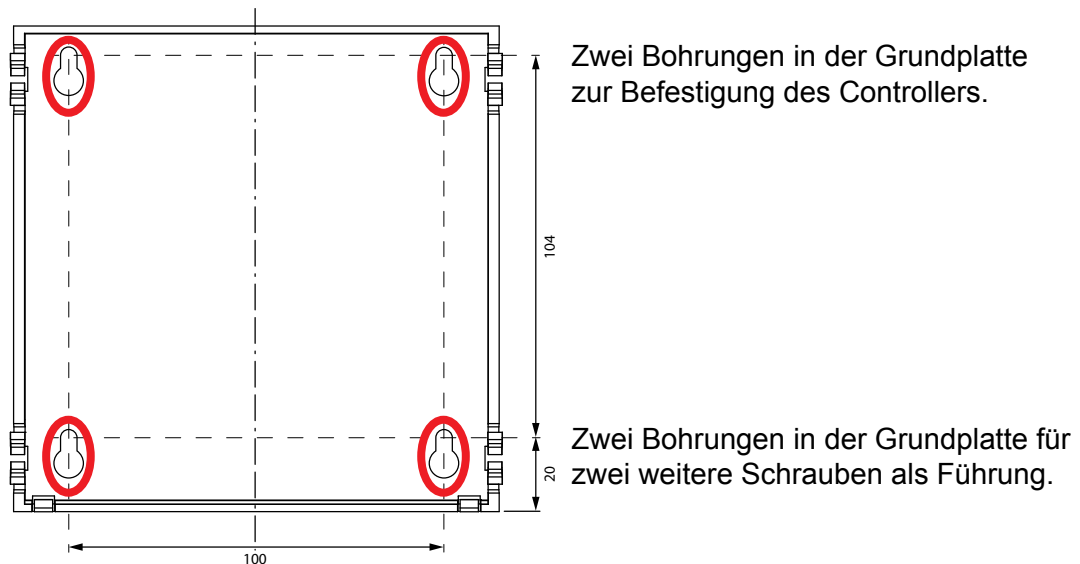 Zwei Bohrungen in der Grundplatte
zur Befestigung des Controllers.
104
Zwei Bohrungen in der Grundplatte für
zwei weitere Schrauben als Führung.
20
100